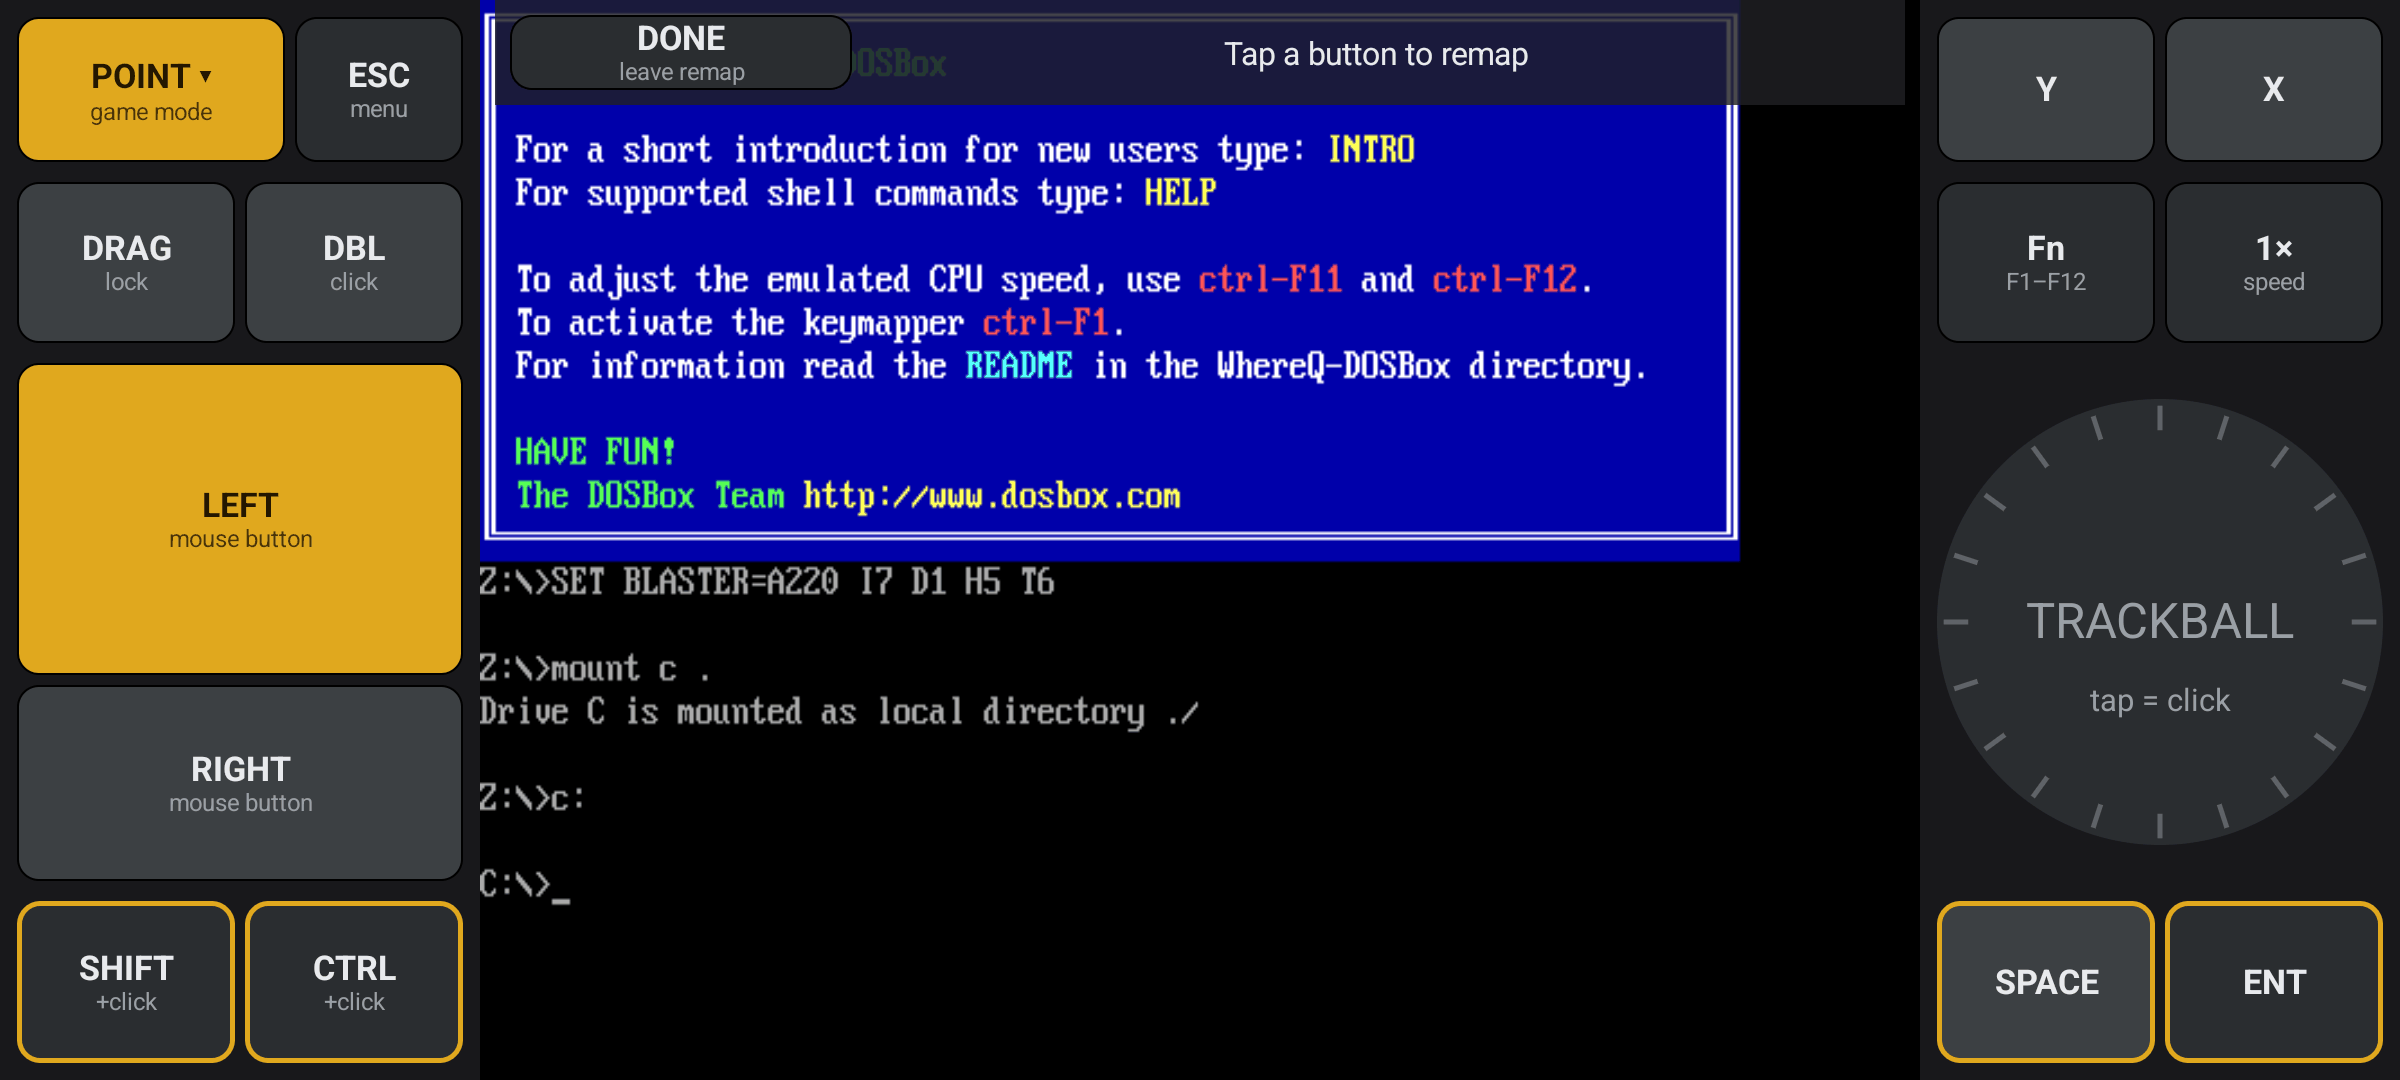 POINT ▼
game mode
ESC
menu
DRAG
lock
DBL
click
LEFT
mouse button
RIGHT
mouse button
SHIFT
+click
CTRL
+click
DONE
leave remap
DOSBox
Tap a button to remap
For a short introduction for new users type: INTRO
For supported shell commands type: HELP
To adjust the emulated CPU speed, use ctrl-F11 and ctrl-F12.
To activate the keymapper ctrl-F1.
For information read the README in the WhereQ-DOSBox directory.
HAVE FUN!
The DOSBox Team http://www.dosbox.com
Z:\>SET BLASTER=A220 I7 D1 H5 T6
Z:\>mount c .
Drive C is mounted as local directory ./
Z:\>c:
C:\>_
Y
X
Fn
F1–F12
1×
speed
TRACKBALL
tap = click
SPACE
ENT